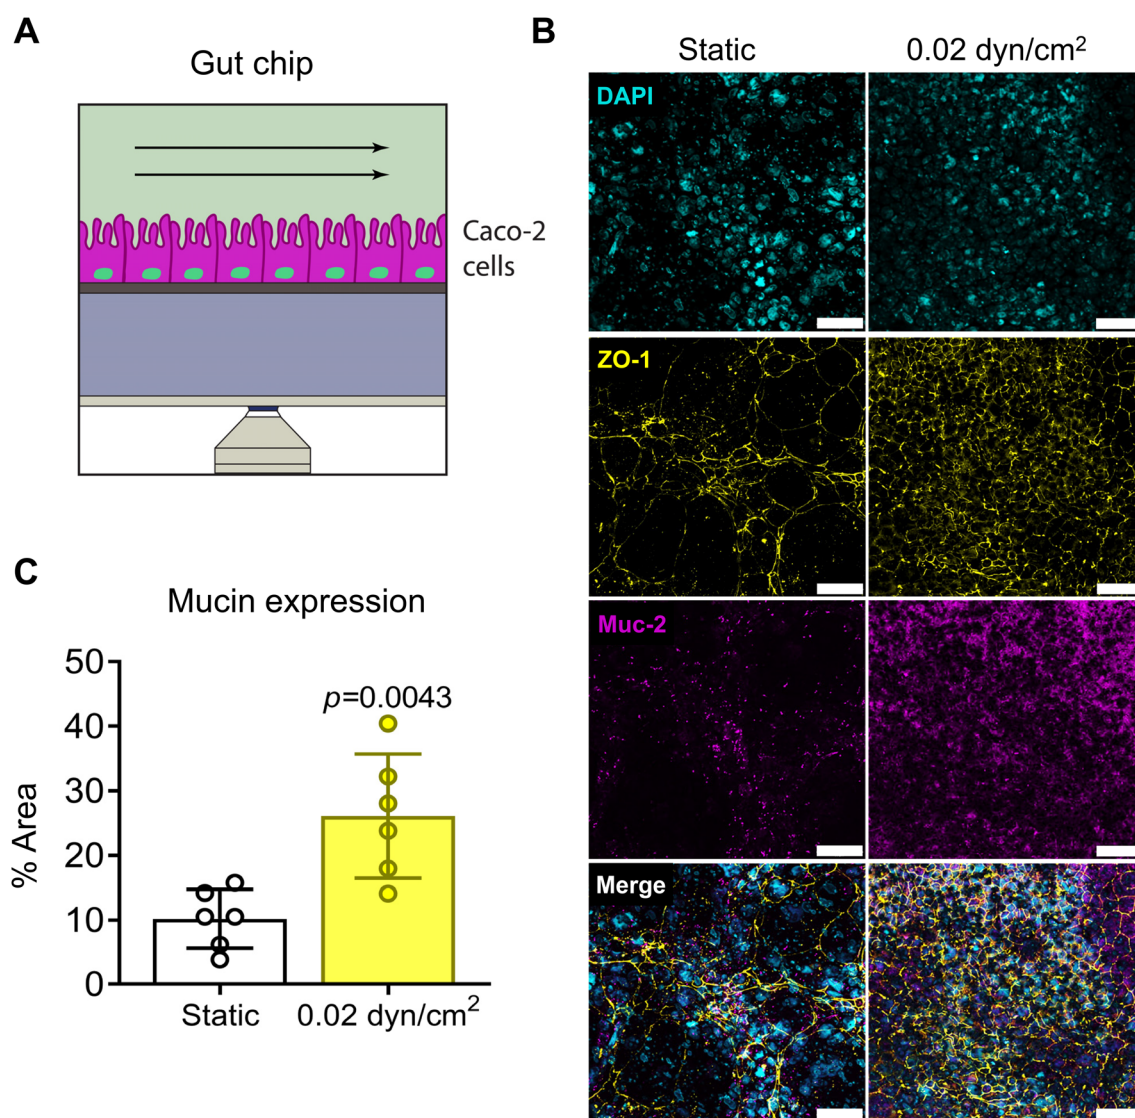 A
Gut chip
Caco-2
cells
B
Static
0.02 dyn/cm²
DAPI
ZO-1
Muc-2
Merge
C
Mucin expression
p=0.0043
% Area
50
40
30
20
10
0
Static
0.02 dyn/cm²